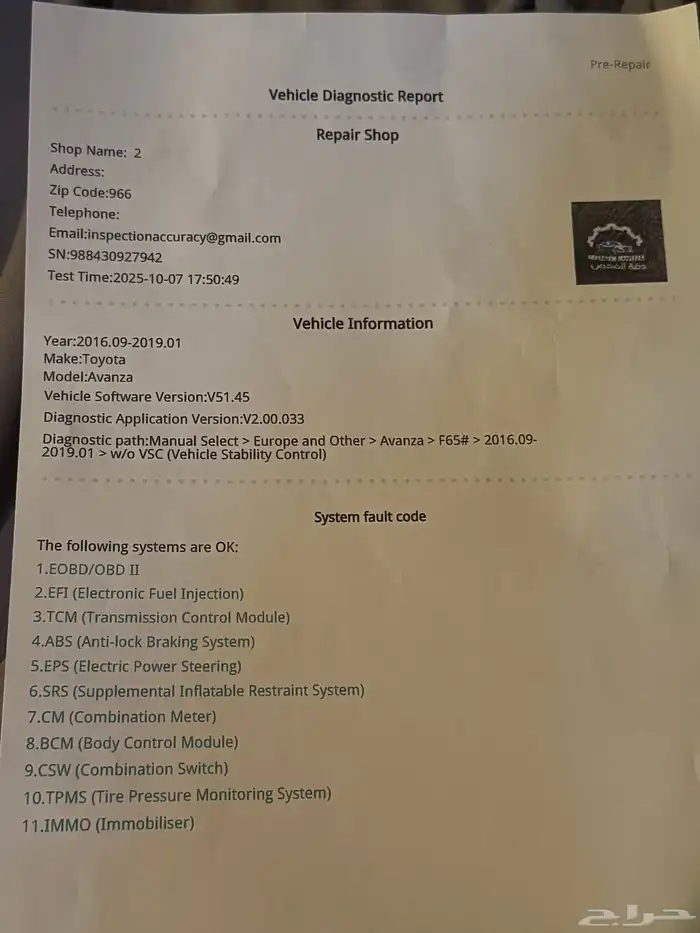 Pre-Repair
Vehicle Diagnostic Report
Repair Shop
Shop Name: 2
Address:
Zip Code:966
Telephone:
Email:inspectionaccuracy@gmail.com
SN:988430927942
Test Time:2025-10-07 17:50:49
دقة الفحص
Vehicle Information
Year:2016.09-2019.01
Make:Toyota
Model:Avanza
Vehicle Software Version:V51.45
Diagnostic Application Version:V2.00.033
Diagnostic path:Manual Select > Europe and Other > Avanza > F65# > 2016.09-
2019.01 > w/o VSC (Vehicle Stability Control)
System fault code
The following systems are OK:
1.EOBD/OBD II
2.EFI (Electronic Fuel Injection)
3.TCM (Transmission Control Module)
4.ABS (Anti-lock Braking System)
5.EPS (Electric Power Steering)
6.SRS (Supplemental Inflatable Restraint System)
7.CM (Combination Meter)
8.BCM (Body Control Module)
9.CSW (Combination Switch)
10.TPMS (Tire Pressure Monitoring System)
11.IMMO (Immobiliser)
حراج